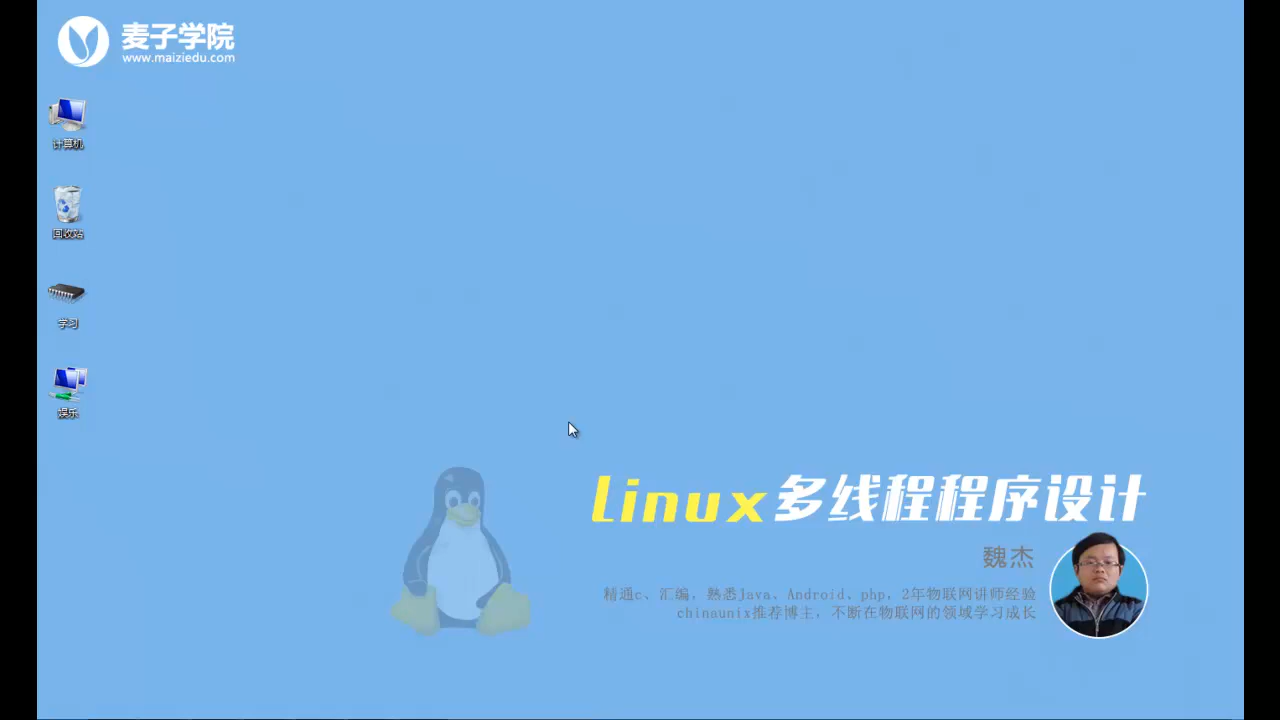 麦子学院
www.maiziedu.com
计算机
回收站
学习
娱乐
Linux多线程程序设计
魏杰
精通c、汇编，熟悉Java、Android、php，2年物联网讲师经验
chinaunix推荐博主，不断在物联网的领域学习成长